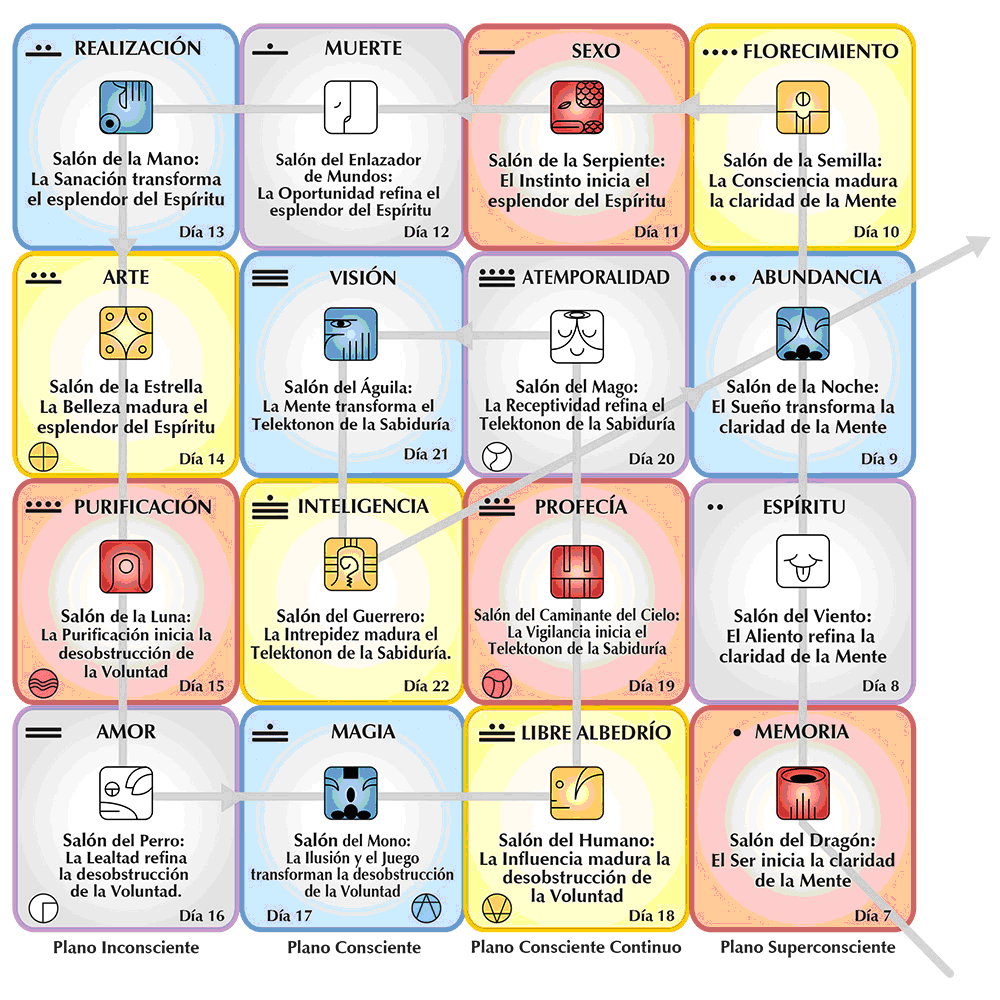 REALIZACIÓN
Salón de la Mano:
La Sanación transforma
el esplendor del Espíritu
Día 13
MUERTE
Salón del Enlazador
de Mundos:
La Oportunidad refina el
esplendor del Espíritu
Día 12
SEXO
Salón de la Serpiente:
El Instinto inicia el
esplendor del Espíritu
Día 11
FLORECIMIENTO
Salón de la Semilla:
La Consciencia madura
la claridad de la Mente
Día 10
ARTE
Salón de la Estrella
La Belleza madura el
esplendor del Espíritu
Día 14
VISIÓN
Salón del Águila:
La Mente transforma el
Telektonon de la Sabiduría
Día 21
ATEMPORALIDAD
Salón del Mago:
La Receptividad refina el
Telektonon de la Sabiduría
Día 20
ABUNDANCIA
Salón de la Noche:
El Sueño transforma la
claridad de la Mente
Día 9
PURIFICACIÓN
Salón de la Luna:
La Purificación inicia la
desobstrucción de
la Voluntad
Día 15
INTELIGENCIA
Salón del Guerrero:
La Intrepidez madura el
Telektonon de la Sabiduría.
Día 22
PROFECÍA
Salón del Caminante del Cielo:
La Vigilancia inicia el
Telektonon de la Sabiduría
Día 19
ESPÍRITU
Salón del Viento:
El Aliento refina la
claridad de la Mente
Día 8
AMOR
Salón del Perro:
La Lealtad refina
la desobstrucción
de la Voluntad.
Día 16
MAGIA
Salón del Mono:
La Ilusión y el Juego
transforman la desobstrucción
de la Voluntad
Día 17
LIBRE ALBEDRÍO
Salón del Humano:
La Influencia madura la
desobstrucción de
la Voluntad
Día 18
MEMORIA
Salón del Dragón:
El Ser inicia la claridad
de la Mente
Día 7
Plano Inconsciente
Plano Consciente
Plano Consciente Continuo
Plano Superconsciente